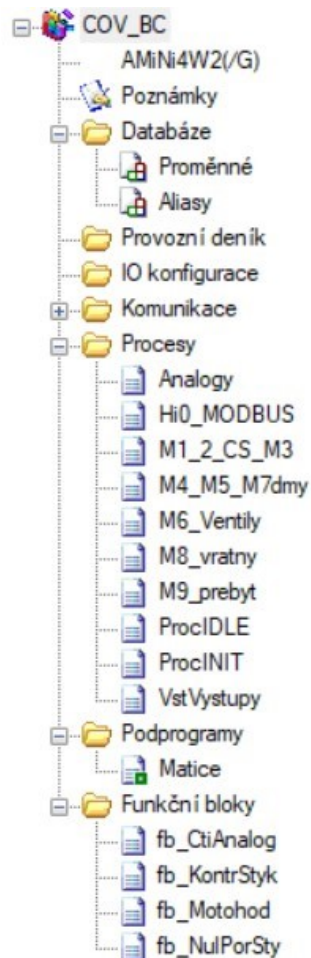 COV_BC
AMiNi4W2(/G)
Poznámky
Databáze
Proměnné
Aliasy
Provozní deník
IO konfigurace
Komunikace
Procesy
Analogy
Hi0_MODBUS
M1_2_CS_M3
M4_M5_M7dmy
M6_Ventily
M8_vratny
M9_prebyt
ProcIDLE
ProcINIT
VstVystupy
Podprogramy
Matice
Funkční bloky
fb_CtiAnalog
fb_KontrStyk
fb_Motohod
fb_NulPorSty